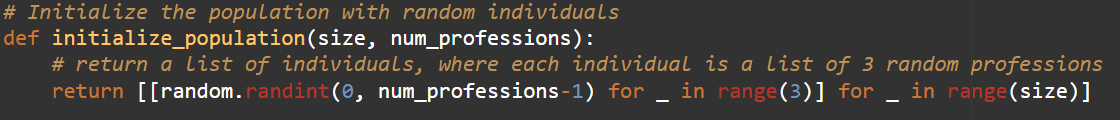 # Initialize the population with random individuals
def initialize_population(size, num_professions):
    # return a list of individuals, where each individual is a list of 3 random professions
    return [[random.randint(0, num_professions-1) for _ in range(3)] for _ in range(size)]